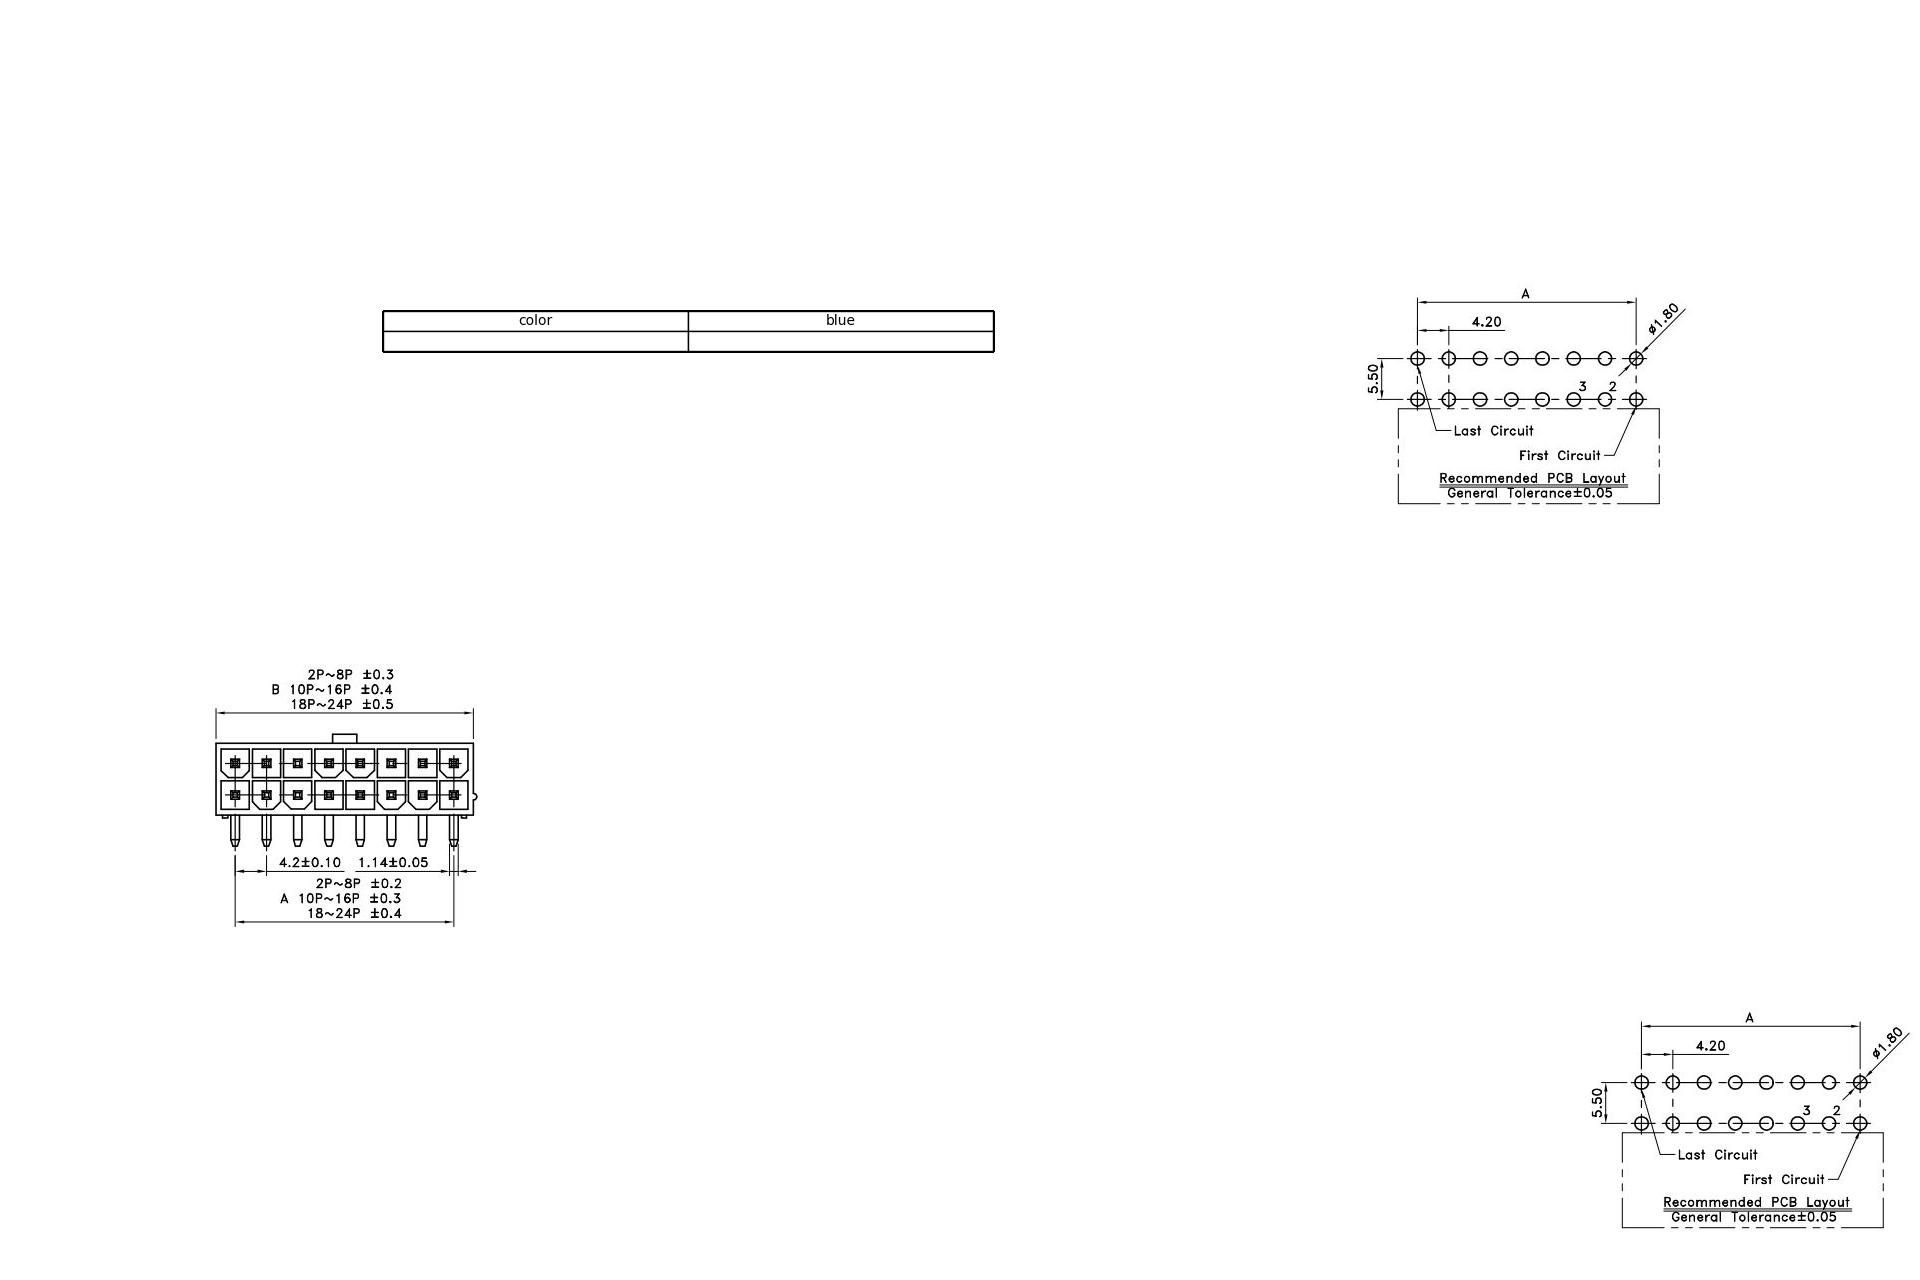 color blue
A
4.20
ø1.80
5.50
3 2
Last Circuit
First Circuit
Recommended PCB Layout
General Tolerance±0.05
2P~8P ±0.3
B 10P~16P ±0.4
18P~24P ±0.5
4.2±0.10 1.14±0.05
2P~8P ±0.2
A 10P~16P ±0.3
18~24P ±0.4
A
4.20
ø1.80
5.50
3 2
Last Circuit
First Circuit
Recommended PCB Layout
General Tolerance±0.05